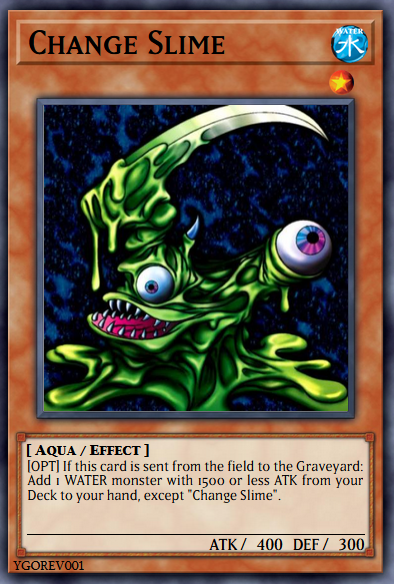 Change Slime
WATER
水
[ Aqua / Effect ]
[OPT] If this card is sent from the field to the Graveyard:
Add 1 WATER monster with 1500 or less ATK from your
Deck to your hand, except "Change Slime".
ATK / 400 DEF / 300
YGOREV001